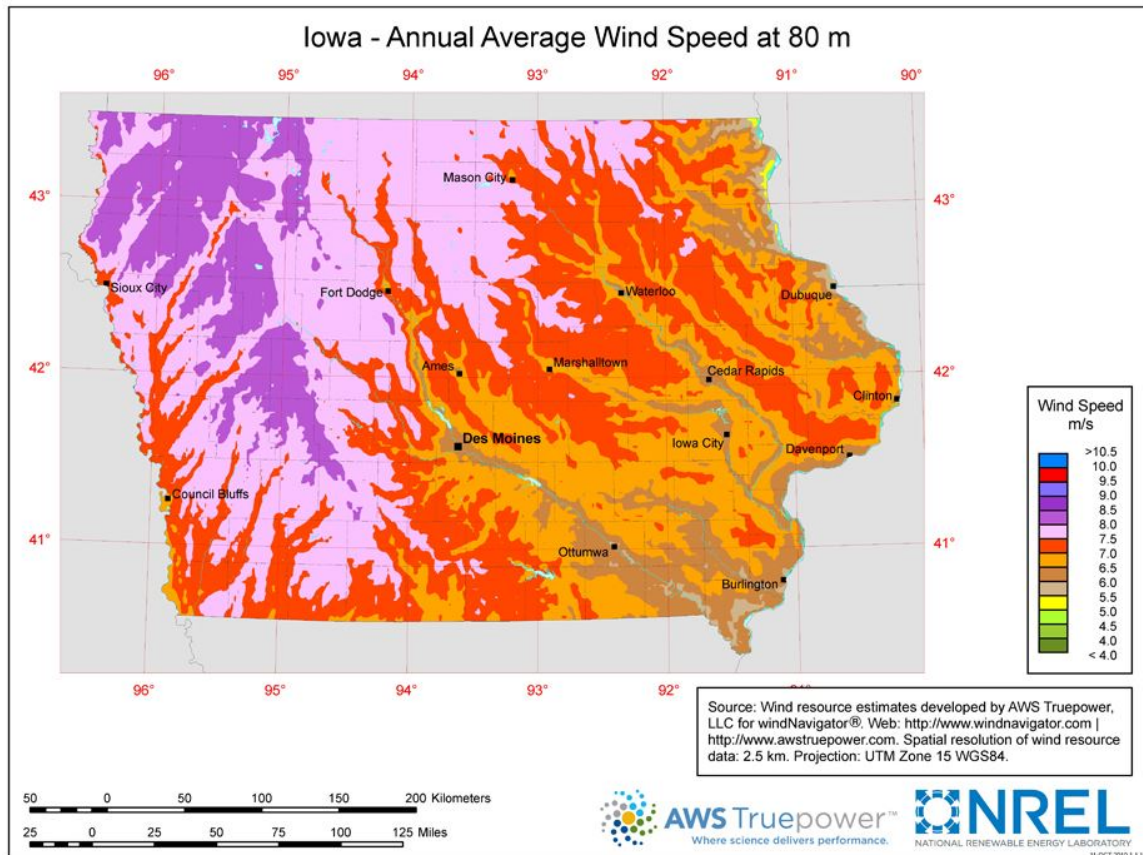 Iowa - Annual Average Wind Speed at 80 m
96° 95° 94° 93° 92° 91° 90°
Mason City
43° 43°
Sioux City
Fort Dodge
Waterloo
Dubuque
42° 42°
Ames
Marshalltown
Cedar Rapids
Clinton
Des Moines
Iowa City
Davenport
Council Bluffs
41° 41°
Ottumwa
Burlington
96° 95° 94° 93° 92°
Wind Speed
m/s
>10.5
10.0
9.5
9.0
8.5
8.0
7.5
7.0
6.5
6.0
5.5
5.0
4.5
4.0
< 4.0
Source: Wind resource estimates developed by AWS Truepower,
LLC for windNavigator®. Web: http://www.windnavigator.com |
http://www.awstruepower.com. Spatial resolution of wind resource
data: 2.5 km. Projection: UTM Zone 15 WGS84.
50 0 50 100 150 200 Kilometers
25 0 25 50 75 100 125 Miles
AWS Truepower™
Where science delivers performance.
NREL
NATIONAL RENEWABLE ENERGY LABORATORY